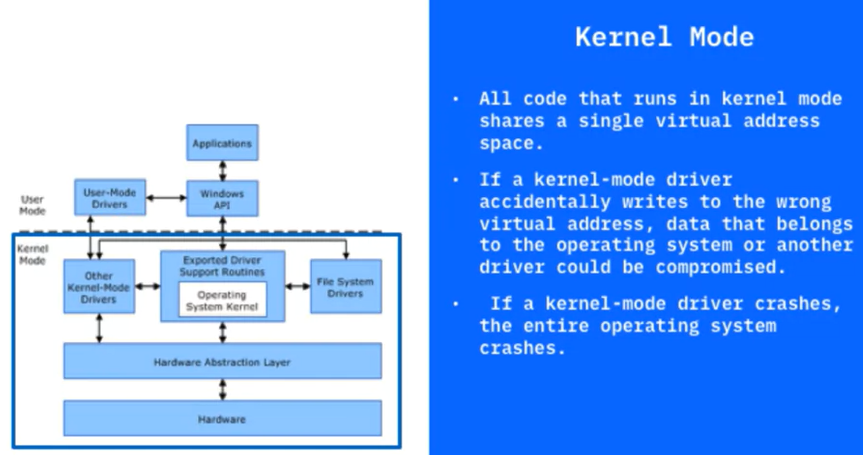 Applications
User-Mode
Drivers
Windows
API
User
Mode
Kernel
Mode
Other
Kernel-Mode
Drivers
Exported Driver
Support Routines
Operating
System Kernel
File System
Drivers
Hardware Abstraction Layer
Hardware
Kernel Mode
• All code that runs in kernel mode
shares a single virtual address
space.
• If a kernel-mode driver
accidentally writes to the wrong
virtual address, data that belongs
to the operating system or another
driver could be compromised.
• If a kernel-mode driver crashes,
the entire operating system
crashes.